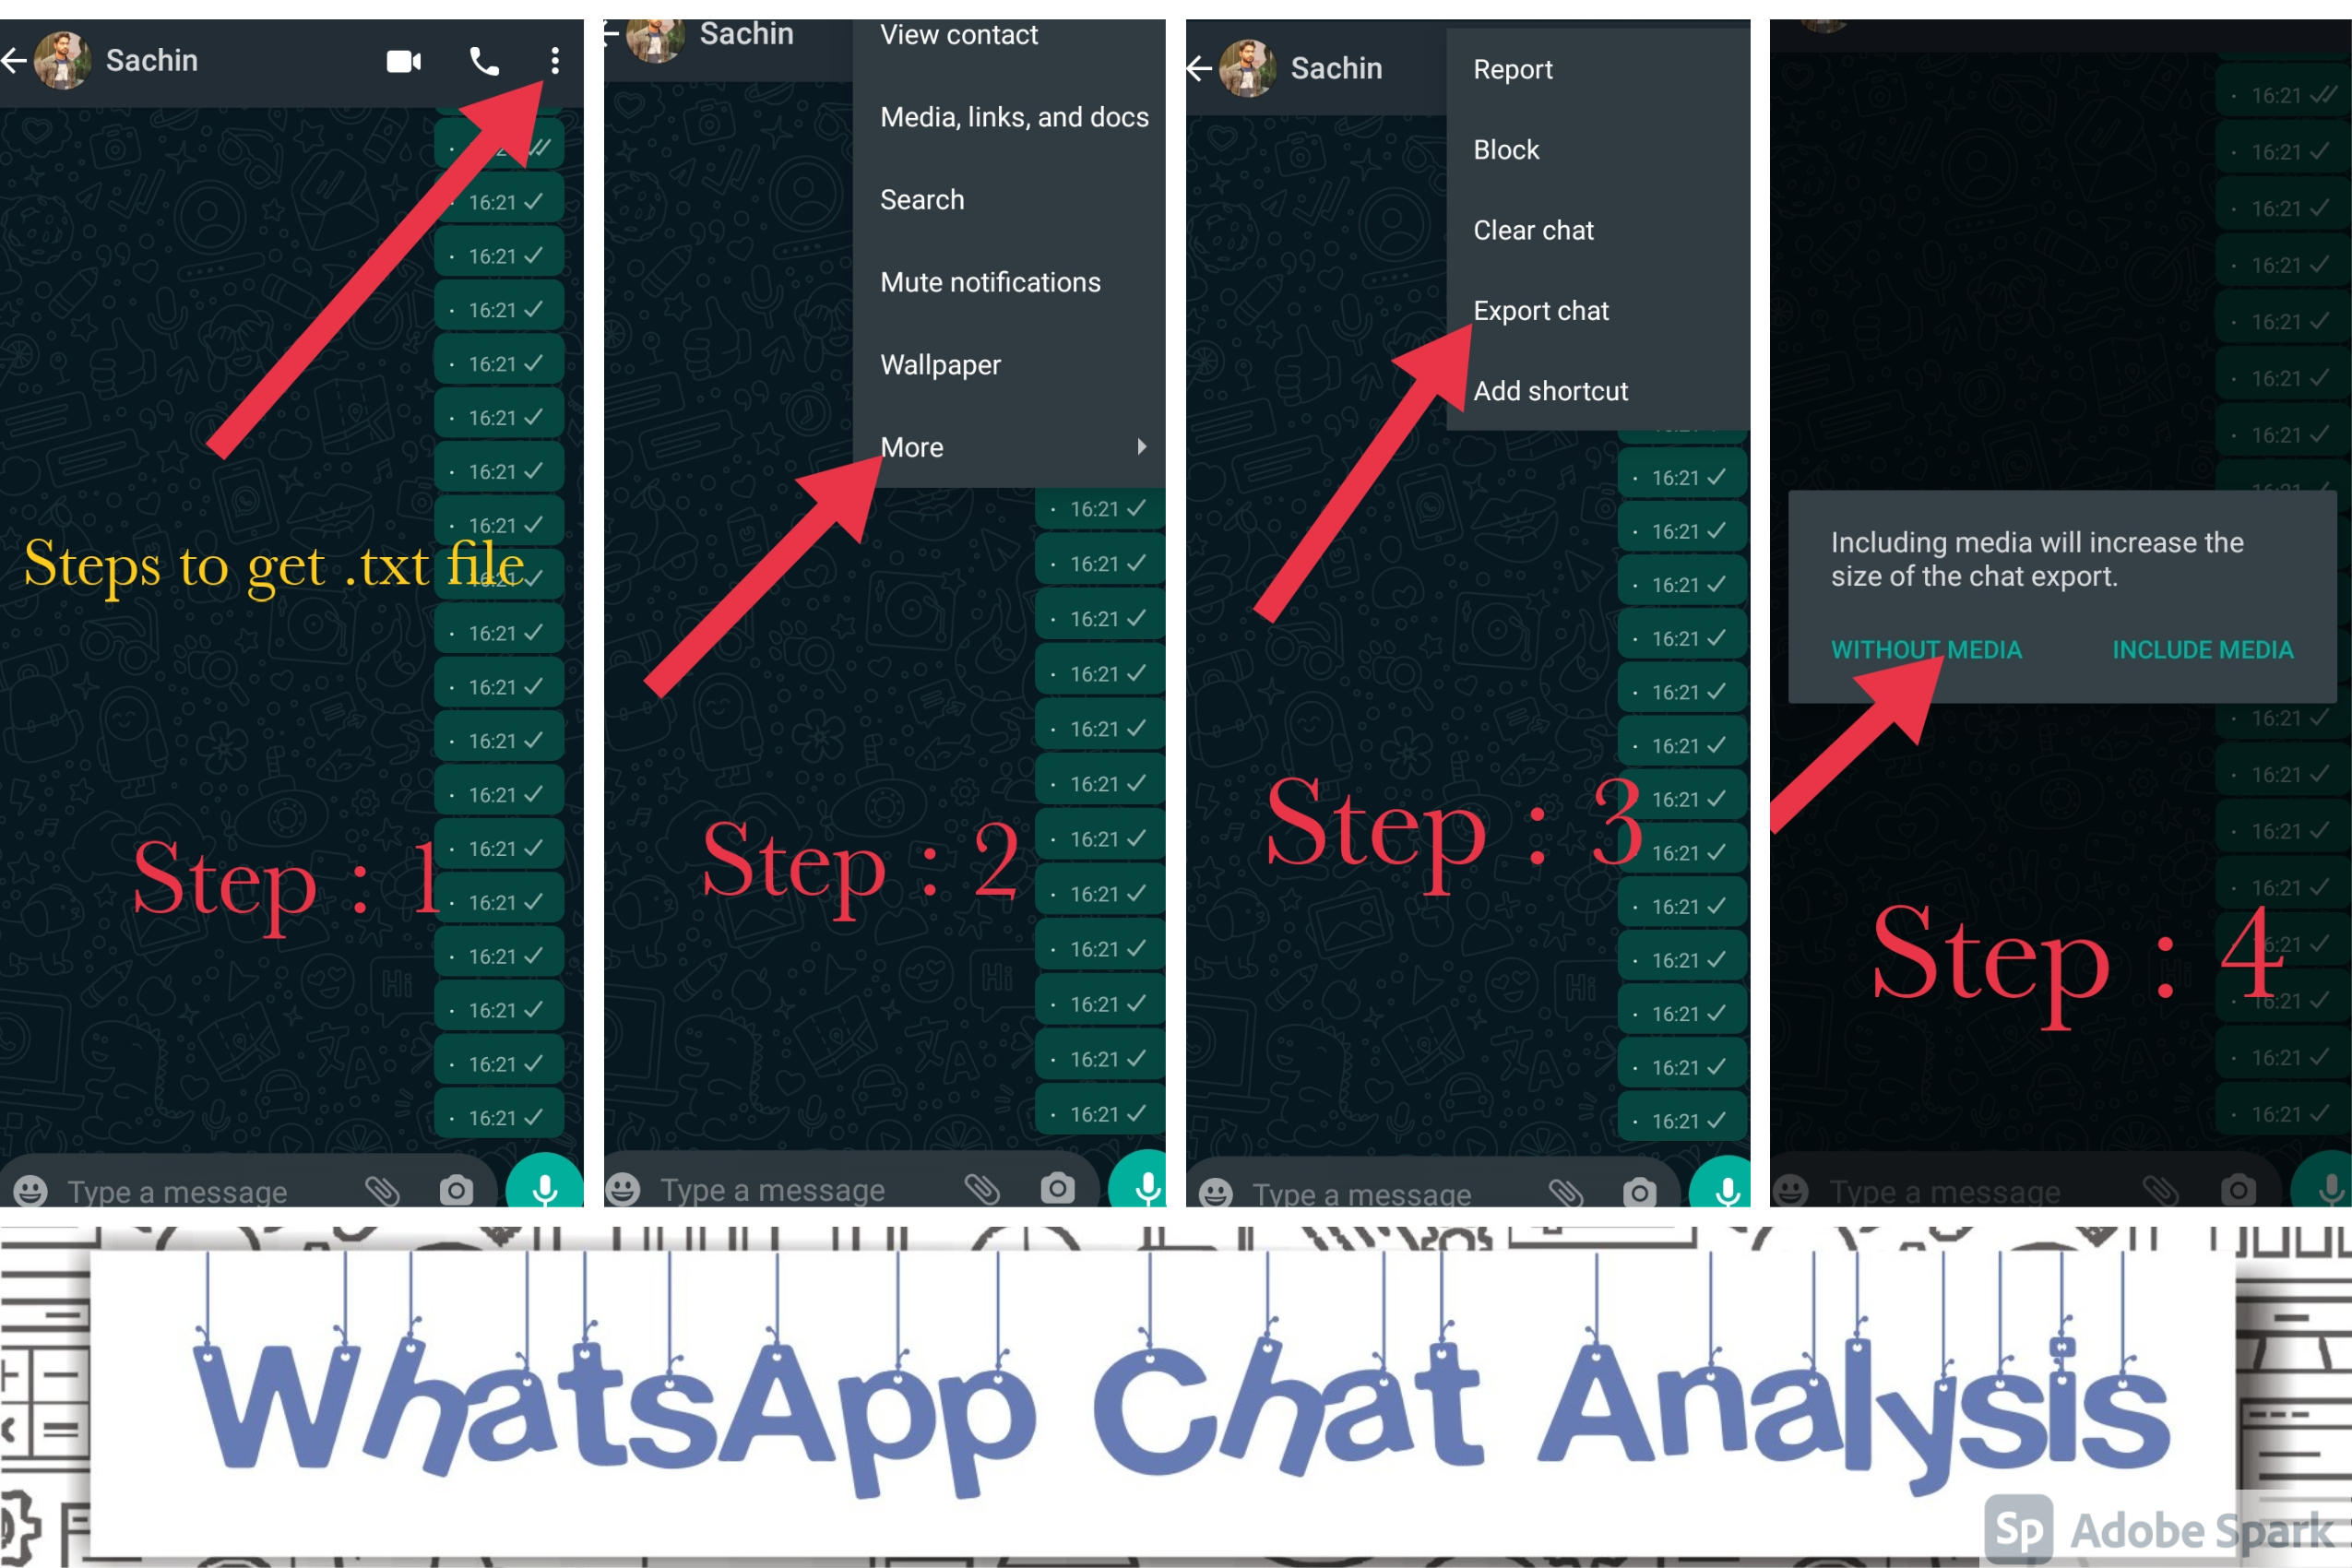 Sachin
16:21
16:21
16:21
16:21
16:21
16:21
16:21
Steps to get .txt file
16:21
16:21
16:21
16:21
16:21
16:21
Step : 1
16:21
16:21
16:21
16:21
16:21
Type a message
Sachin
View contact
Media, links, and docs
Search
Mute notifications
Wallpaper
More
16:21
16:21
16:21
16:21
16:21
16:21
16:21
Step : 2
16:21
16:21
16:21
16:21
16:21
Hi
Type a message
Sachin
Report
Block
Clear chat
Export chat
Add shortcut
16:21
16:21
16:21
16:21
16:21
16:21
16:21
Step : 3
16:21
16:21
16:21
16:21
16:21
16:21
Type a message
16:21
16:21
16:21
16:21
16:21
16:21
16:21
Including media will increase the
size of the chat export.
WITHOUT MEDIA INCLUDE MEDIA
16:21
16:21
16:21
16:21
Step : 4
16:21
16:21
Type a message
WhatsApp Chat Analysis
Sp Adobe Spark